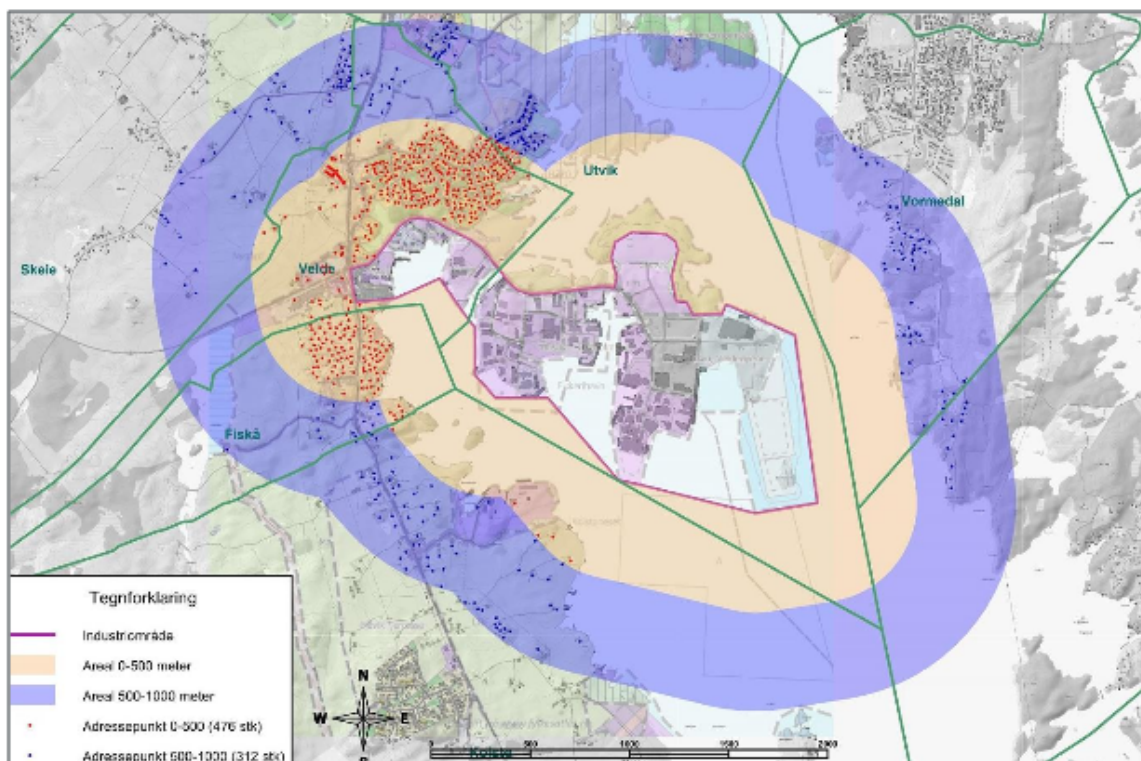 Utvik
Vormedal
Skeie
Velde
Fiskå
Tegnforklaring
Industriområde
Areal 0-500 meter
Areal 500-1000 meter
Adressepunkt 0-500 (476 stk)
Adressepunkt 500-1000 (312 stk)
N
W
E
0 500 1000 1500 2000